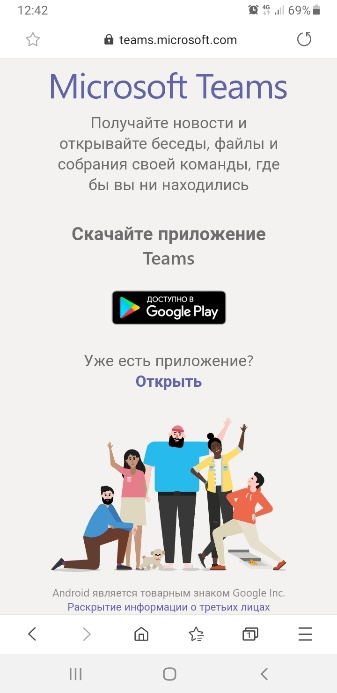 12:42
4G
69%
teams.microsoft.com
Microsoft Teams
Получайте новости и
открывайте беседы, файлы и
собрания своей команды, где
бы вы ни находились
Скачайте приложение
Teams
ДОСТУПНО В
Google Play
Уже есть приложение?
Открыть
Android является товарным знаком Google Inc.
Раскрытие информации о третьих лицах
1